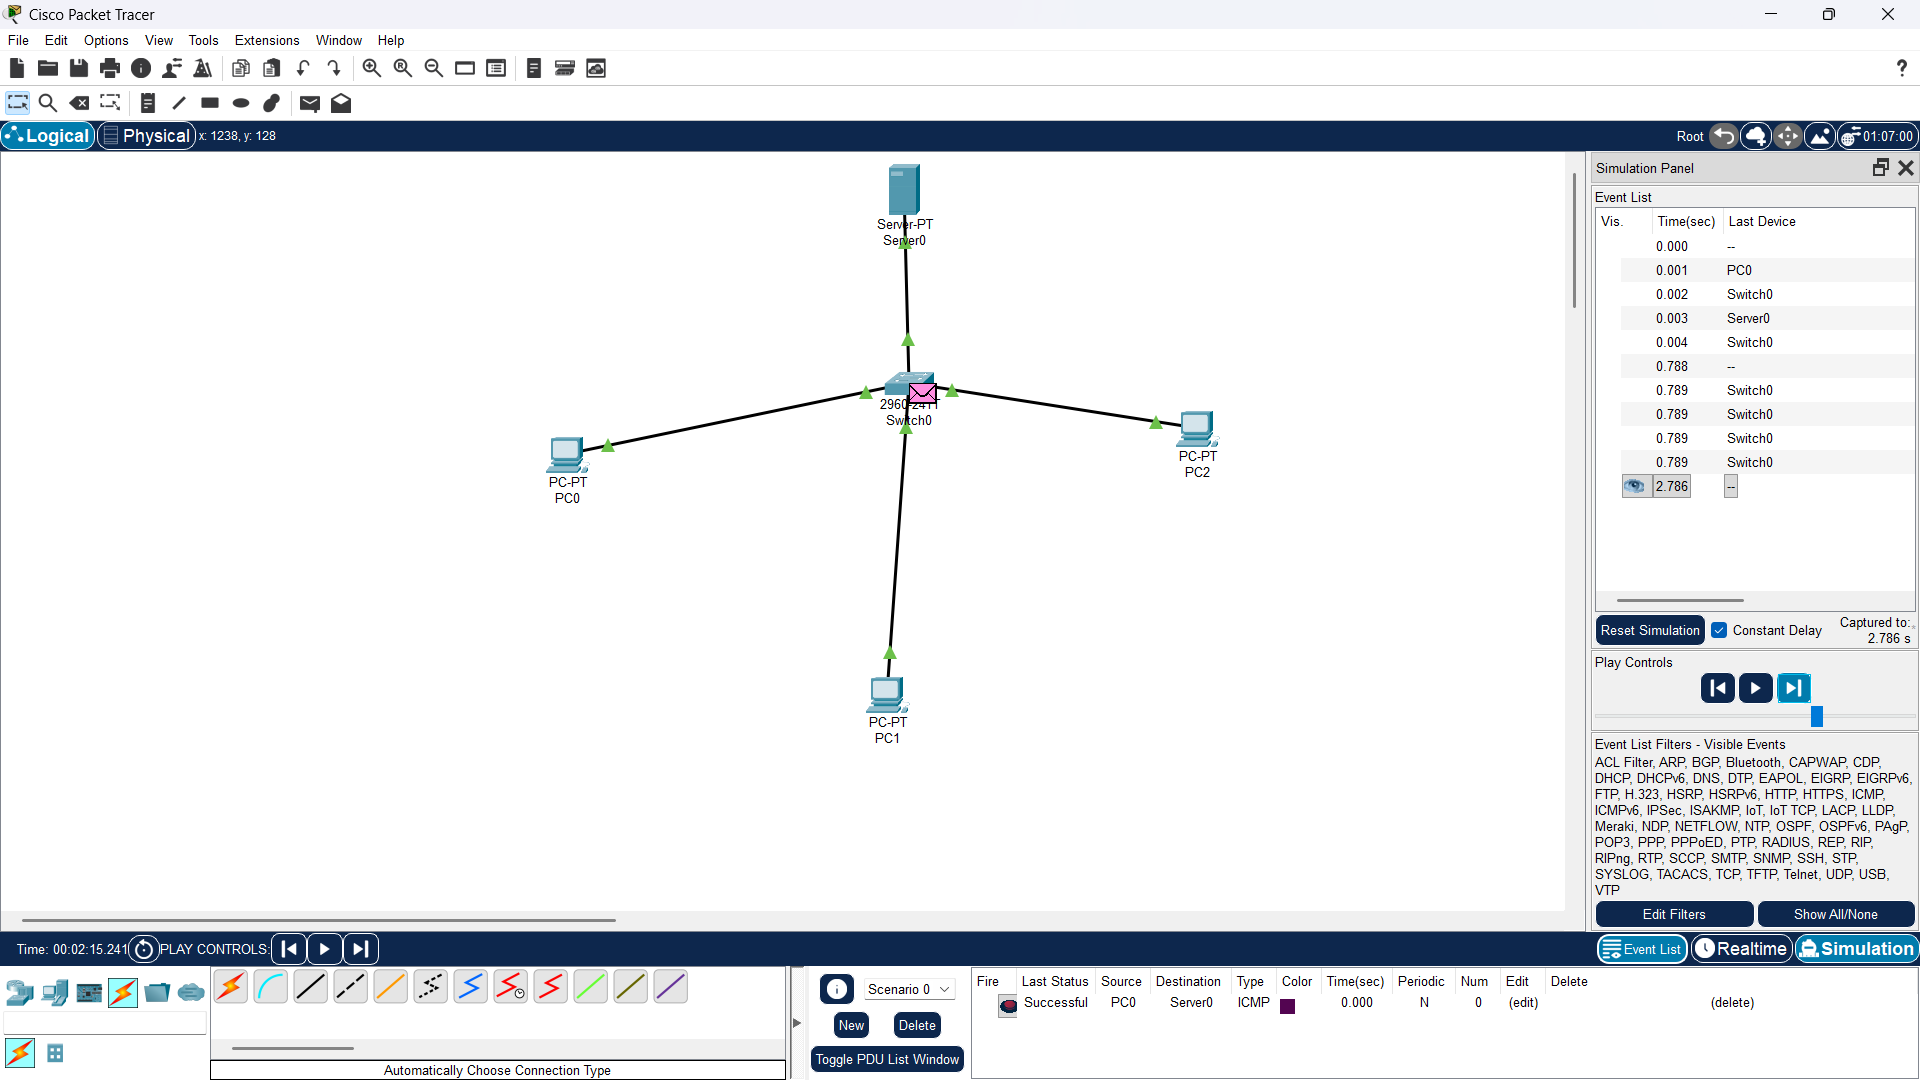 Cisco Packet Tracer
File Edit Options View Tools Extensions Window Help
?
Logical Physical x: 1238, y: 128 Root 01:07:00
Server-PT
Server0
Switch0
PC-PT
PC0
PC-PT
PC2
PC-PT
PC1
Simulation Panel
Event List
Vis. Time(sec) Last Device
0.000 --
0.001 PC0
0.002 Switch0
0.003 Server0
0.004 Switch0
0.788 --
0.789 Switch0
0.789 Switch0
0.789 Switch0
0.789 Switch0
2.786 --
Reset Simulation Constant Delay Captured to:
2.786 s
Play Controls
Event List Filters - Visible Events
ACL Filter, ARP, BGP, Bluetooth, CAPWAP, CDP,
DHCP, DHCPv6, DNS, DTP, EAPOL, EIGRP, EIGRPv6,
FTP, H.323, HSRP, HSRPv6, HTTP, HTTPS, ICMP,
ICMPv6, IPSec, ISAKMP, IoT, IoT TCP, LACP, LLDP,
Meraki, NDP, NETFLOW, NTP, OSPF, OSPFv6, PAgP,
POP3, PPP, PPPoED, PTP, RADIUS, REP, RIP,
RIPng, RTP, SCCP, SMTP, SNMP, SSH, STP,
SYSLOG, TACACS, TCP, TFTP, Telnet, UDP, USB,
VTP
Edit Filters Show All/None
Time: 00:02:15.241 PLAY CONTROLS: Event List Realtime Simulation
Scenario 0
New Delete
Toggle PDU List Window
Fire Last Status Source Destination Type Color Time(sec) Periodic Num Edit Delete
Successful PC0 Server0 ICMP 0.000 N 0 (edit) (delete)
Automatically Choose Connection Type